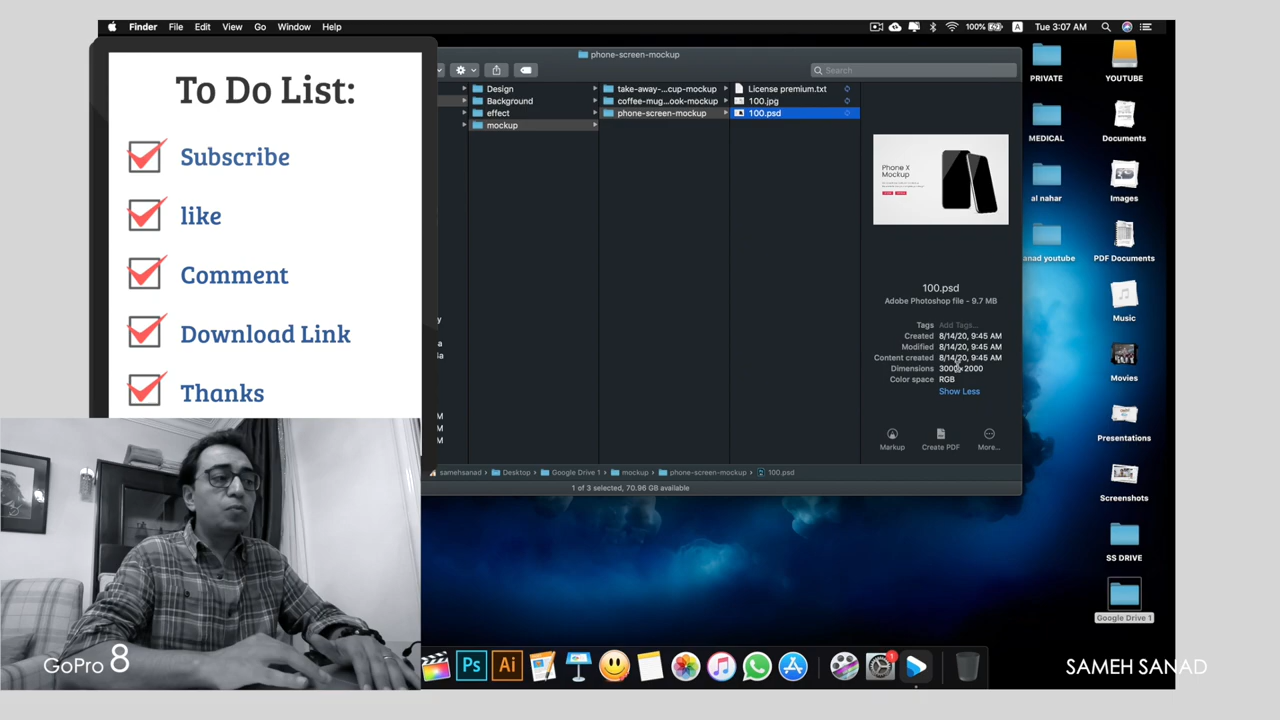 Finder File Edit View Go Window Help
100% Tue 3:07 AM
To Do List:
Subscribe
like
Comment
Download Link
Thanks
phone-screen-mockup
Search
Design
Background
effect
mockup
take-away-...cup-mockup
coffee-mug...ook-mockup
phone-screen-mockup
License premium.txt
100.jpg
100.psd
Phone X
Mockup
100.psd
Adobe Photoshop file - 9.7 MB
Tags Add Tags...
Created 8/14/20, 9:45 AM
Modified 8/14/20, 9:45 AM
Content created 8/14/20, 9:45 AM
Dimensions 3000×2000
Color space RGB
Show Less
Markup
Create PDF
More...
samehsanad Desktop Google Drive 1 mockup phone-screen-mockup 100.psd
1 of 3 selected, 70.96 GB available
PRIVATE
YOUTUBE
MEDICAL
Documents
al nahar
Images
anad youtube
PDF Documents
Music
Movies
Presentations
Screenshots
SS DRIVE
Google Drive 1
Ps
Ai
1
GoPro 8
SAMEH SANAD